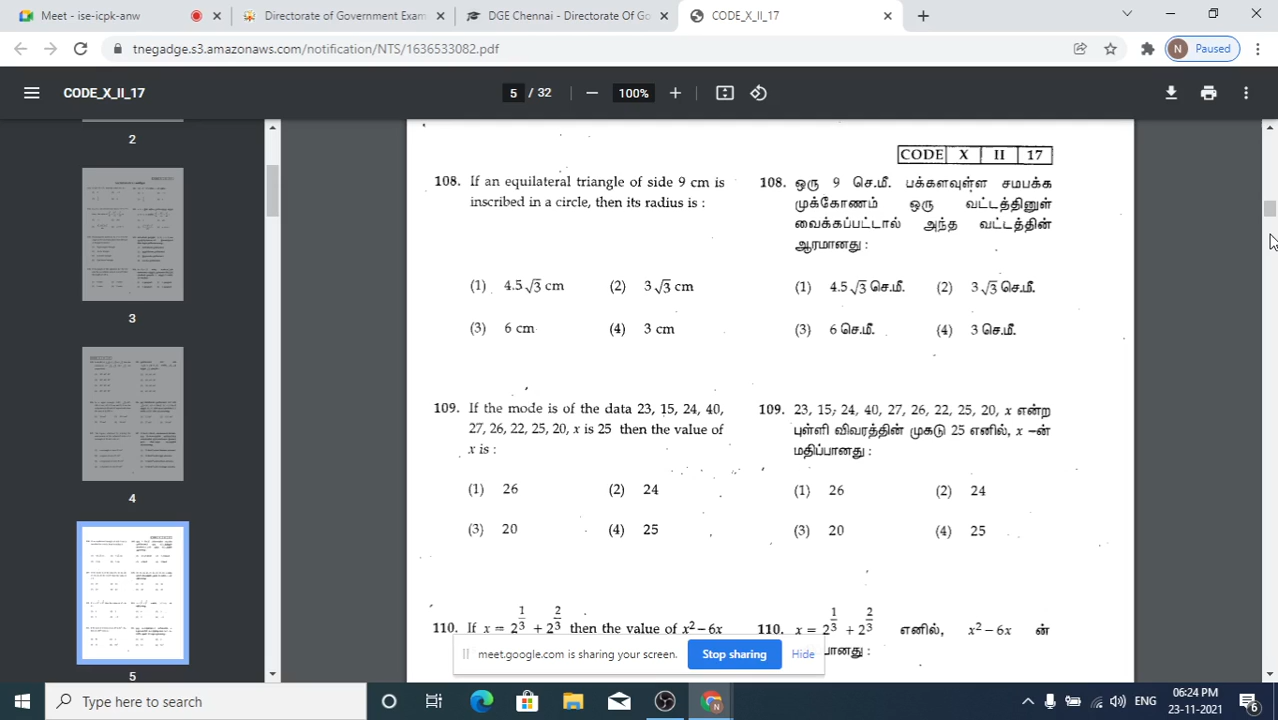 Meet - ise-icpk-anw
Directorate of Government Exam
DGE Chennai - Directorate Of Go
CODE_X_II_17
tnegadge.s3.amazonaws.com/notification/NTS/1636533082.pdf
N Paused
CODE_X_II_17
5 / 32
100%
2
3
4
5
CODE X II 17
108. If an equilateral triangle of side 9 cm is
inscribed in a circle, then its radius is :
(1) 4.5√3 cm (2) 3√3 cm
(3) 6 cm (4) 3 cm
109. If the mode is of the data 23, 15, 24, 40,
27, 26, 22, 25, 20, x is 25 then the value of
x is :
(1) 26 (2) 24
(3) 20 (4) 25
110. If x = 2^(1/3) – 2^(2/3) then the value of x² – 6x
108. ஒரு 9 செ.மீ. பக்களவுள்ள சமபக்க
முக்கோணம் ஒரு வட்டத்தினுள்
வைக்கப்பட்டால் அந்த வட்டத்தின்
ஆரமானது :
(1) 4.5√3 செ.மீ. (2) 3√3 செ.மீ.
(3) 6 செ.மீ. (4) 3 செ.மீ.
109. 23, 15, 24, 40, 27, 26, 22, 25, 20, x என்ற
புள்ளி விவரத்தின் முகடு 25 எனில், x –ன்
மதிப்பானது :
(1) 26 (2) 24
(3) 20 (4) 25
110. x = 2^(1/3) – 2^(2/3) எனில், x² – 6x ன்
meet.google.com is sharing your screen. Stop sharing Hide
Type here to search
ENG
06:24 PM
23-11-2021
6